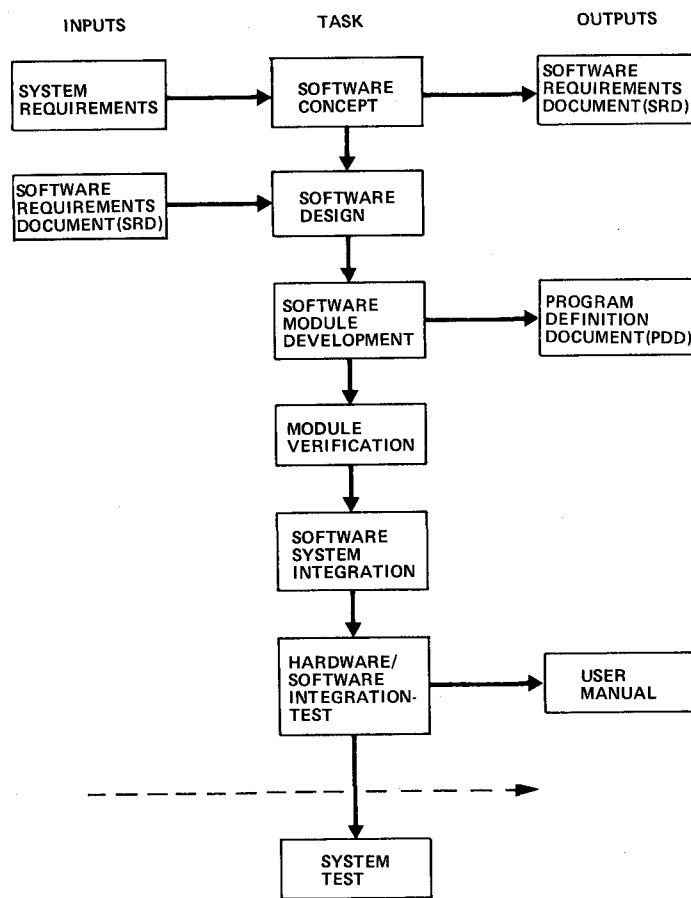 INPUTS
TASK
OUTPUTS
SYSTEM
REQUIREMENTS
SOFTWARE
CONCEPT
SOFTWARE
REQUIREMENTS
DOCUMENT(SRD)
SOFTWARE
REQUIREMENTS
DOCUMENT(SRD)
SOFTWARE
DESIGN
SOFTWARE
MODULE
DEVELOPMENT
PROGRAM
DEFINITION
DOCUMENT(PDD)
MODULE
VERIFICATION
SOFTWARE
SYSTEM
INTEGRATION
HARDWARE/
SOFTWARE
INTEGRATION-
TEST
USER
MANUAL
SYSTEM
TEST